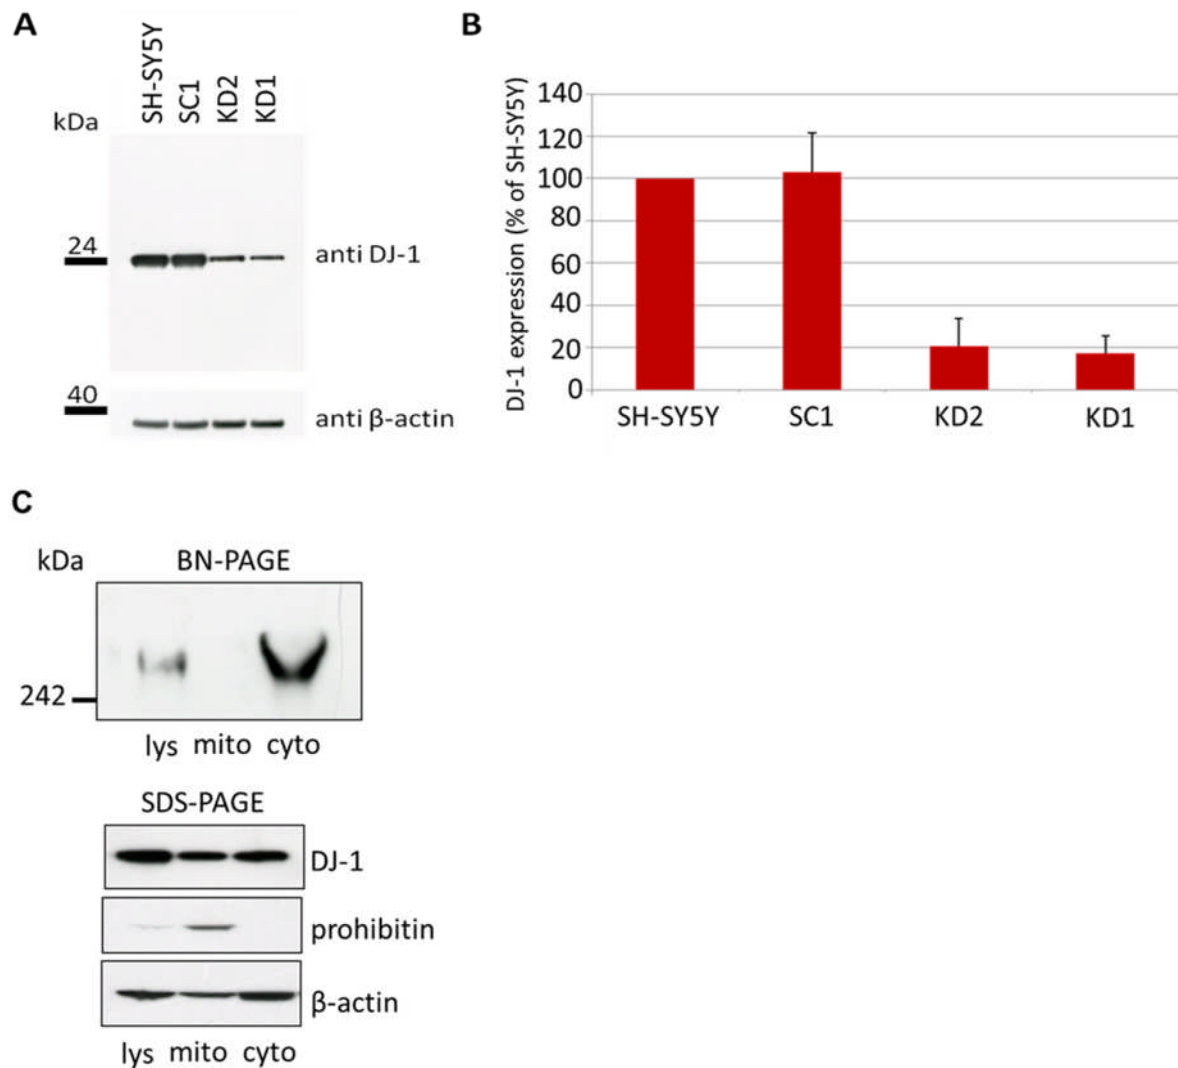 A
SH-SY5Y
SC1
KD2
KD1
kDa
24
anti DJ-1
40
anti β-actin
B
DJ-1 expression (% of SH-SY5Y)
140
120
100
80
60
40
20
0
SH-SY5Y SC1 KD2 KD1
C
kDa BN-PAGE
242
lys mito cyto
SDS-PAGE
DJ-1
prohibitin
β-actin
lys mito cyto